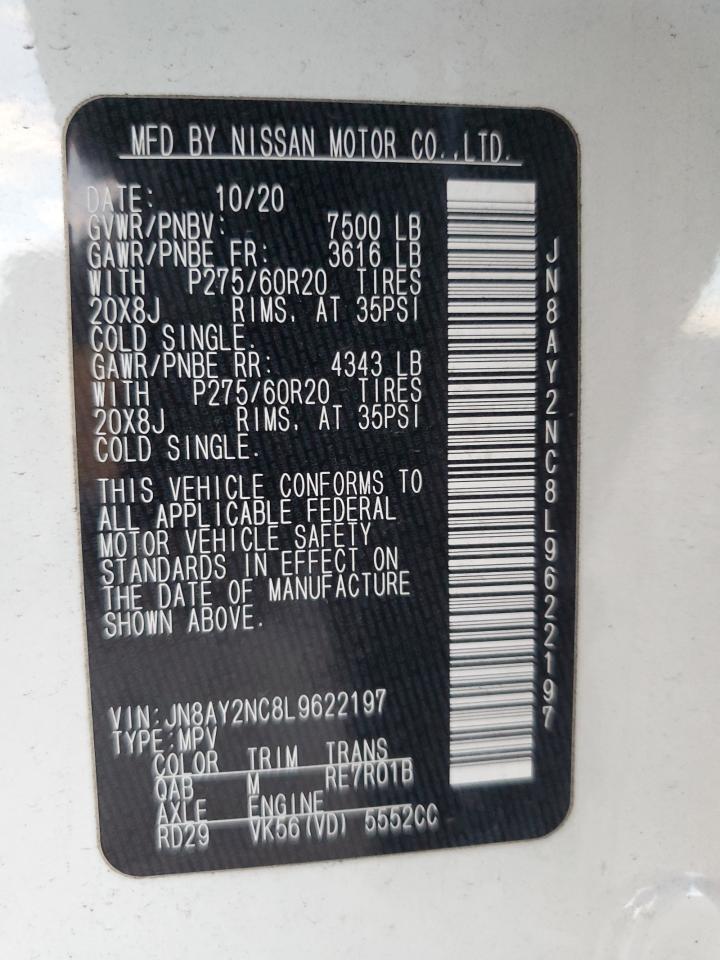 MFD BY NISSAN MOTOR CO.,LTD.
DATE: 10/20
GVWR/PNBV: 7500 LB
GAWR/PNBE FR: 3616 LB
WITH P275/60R20 TIRES
20X8J RIMS, AT 35PSI
COLD SINGLE.
GAWR/PNBE RR: 4343 LB
WITH P275/60R20 TIRES
20X8J RIMS, AT 35PSI
COLD SINGLE.
THIS VEHICLE CONFORMS TO
ALL APPLICABLE FEDERAL
MOTOR VEHICLE SAFETY
STANDARDS IN EFFECT ON
THE DATE OF MANUFACTURE
SHOWN ABOVE.
VIN:JN8AY2NC8L9622197
TYPE:MPV
COLOR TRIM TRANS
QAB M RE7R01B
AXLE ENGINE
RD29 VK56(VD) 5552CC
JN8AY2NC8L9622197